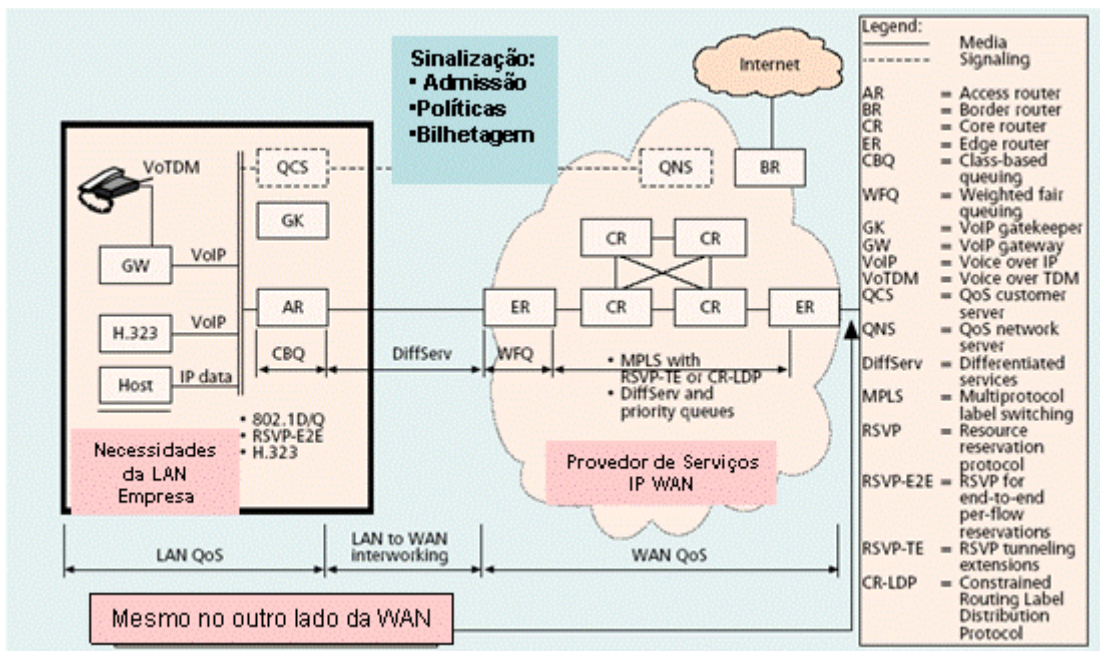 Sinalização:
• Admissão
•Políticas
•Bilhetagem
Internet
VoTDM
QCS
QNS
BR
GK
GW
VoIP
CR
CR
H.323
VoIP
AR
ER
CR
CR
ER
Host
IP data
CBQ
DiffServ
WFQ
• MPLS with
RSVP-TE or CR-LDP
• DiffServ and
priority queues
• 802.1D/Q
• RSVP-E2E
• H.323
Necessidades
da LAN
Empresa
Provedor de Serviços
IP WAN
LAN QoS
LAN to WAN
interworking
WAN QoS
Mesmo no outro lado da WAN
Legend:
Media
Signaling
AR = Access router
BR = Border router
CR = Core router
ER = Edge router
CBQ = Class-based
queuing
WFQ = Weighted fair
queuing
GK = VoIP gatekeeper
GW = VoIP gateway
VoIP = Voice over IP
VoTDM = Voice over TDM
QCS = QoS customer
server
QNS = QoS network
server
DiffServ = Differentiated
services
MPLS = Multiprotocol
label switching
RSVP = Resource
reservation
protocol
RSVP-E2E = RSVP for
end-to-end
per-flow
reservations
RSVP-TE = RSVP tunneling
extensions
CR-LDP = Constrained
Routing Label
Distribution
Protocol